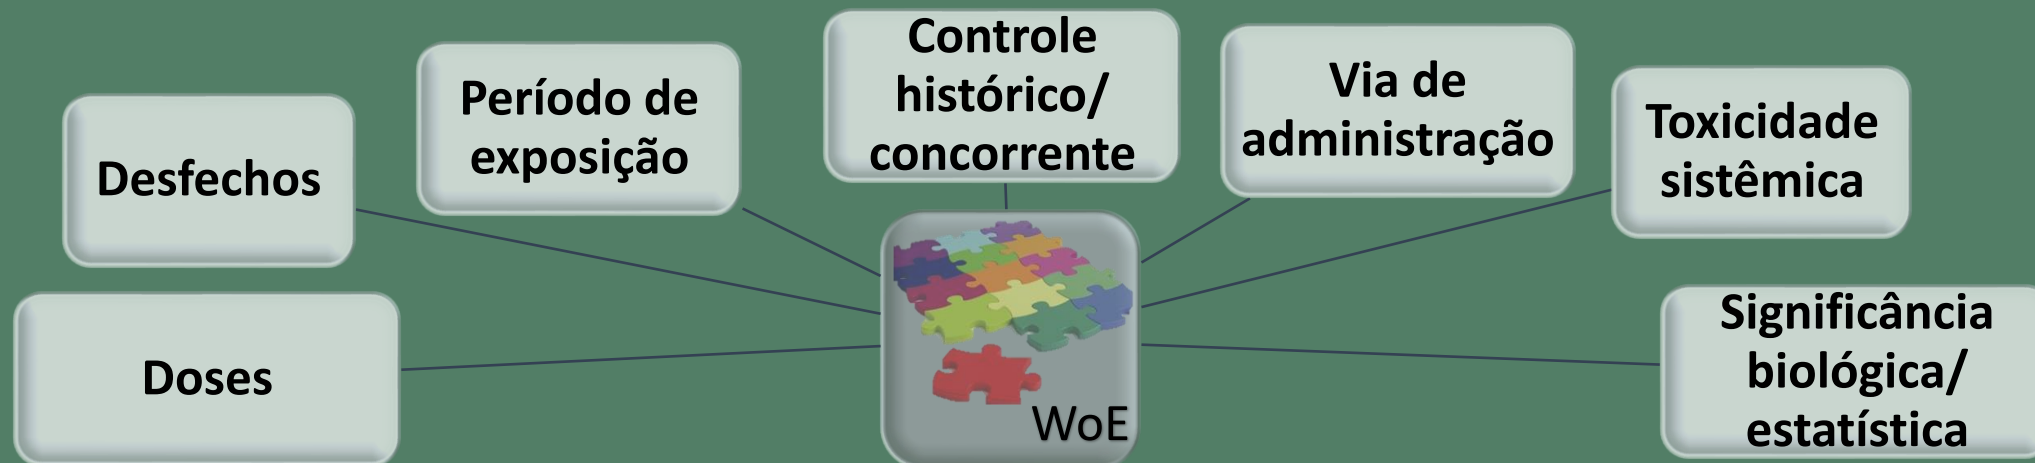 Desfechos
Período de
exposição
Controle
histórico/
concorrente
Via de
administração
Toxicidade
sistêmica
Doses
WoE
Significância
biológica/
estatística